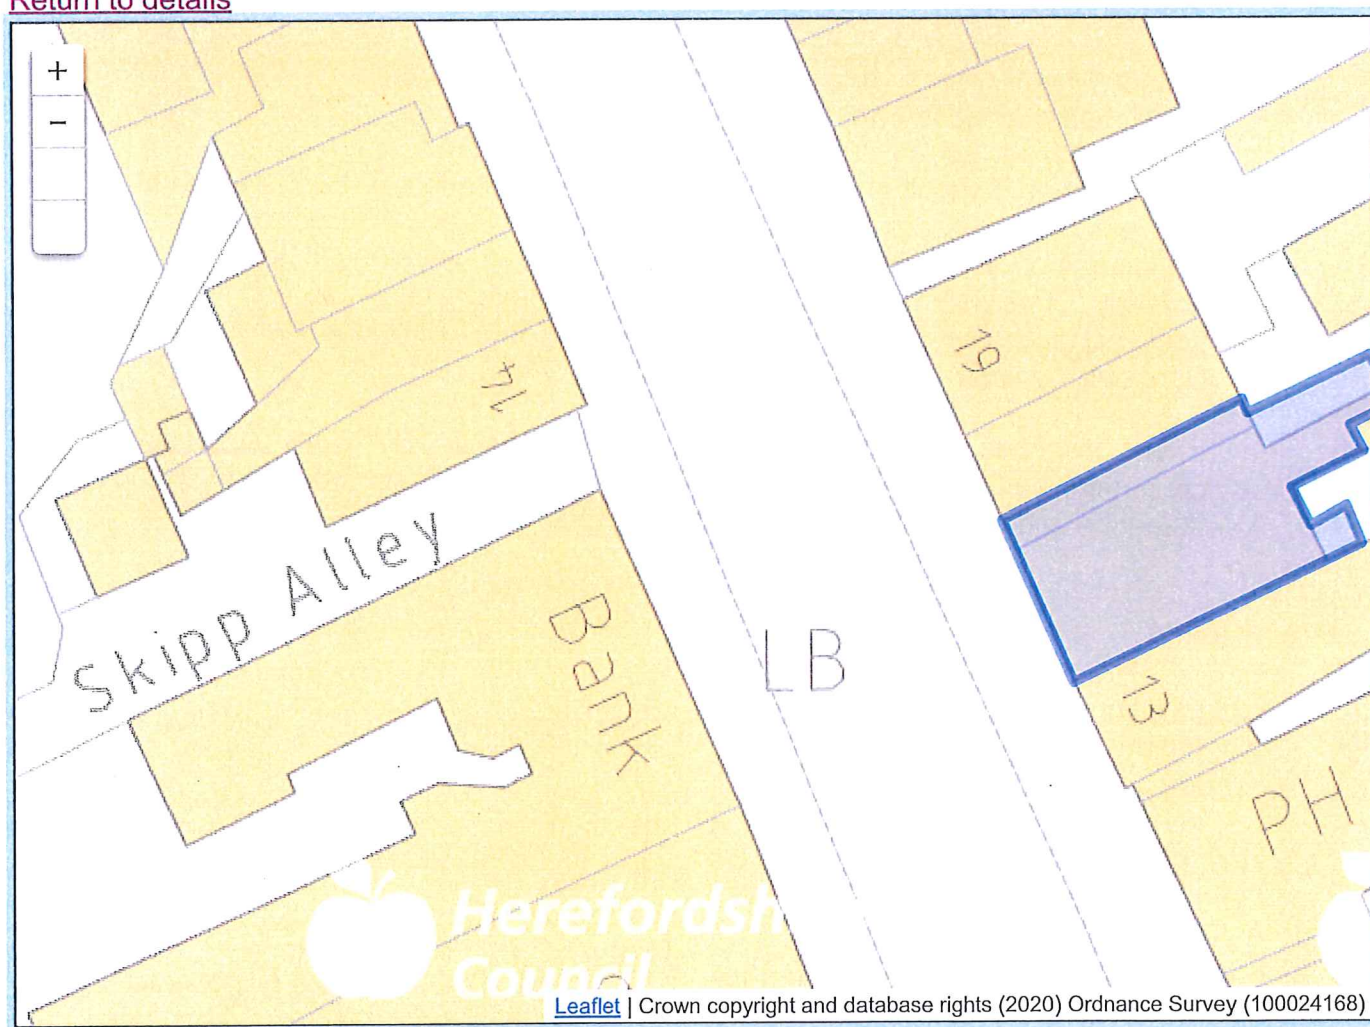 Return to details
+
-
19
14
Skipp Alley
Bank
LB
13
PH
Herefordsh
Council
Leaflet | Crown copyright and database rights (2020) Ordnance Survey (100024168)